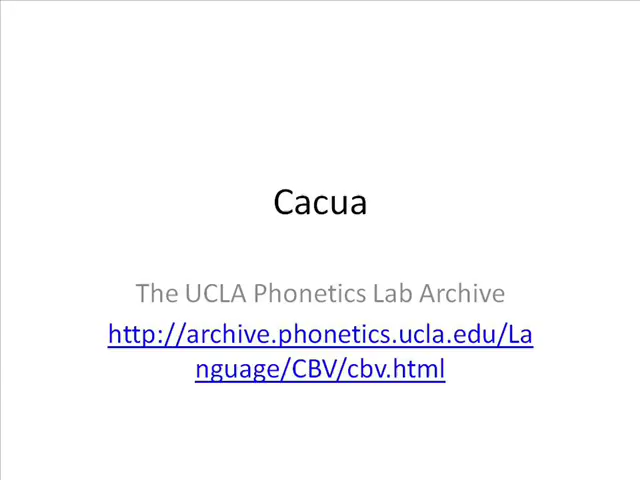 Cacua
The UCLA Phonetics Lab Archive
http://archive.phonetics.ucla.edu/La
nguage/CBV/cbv.html